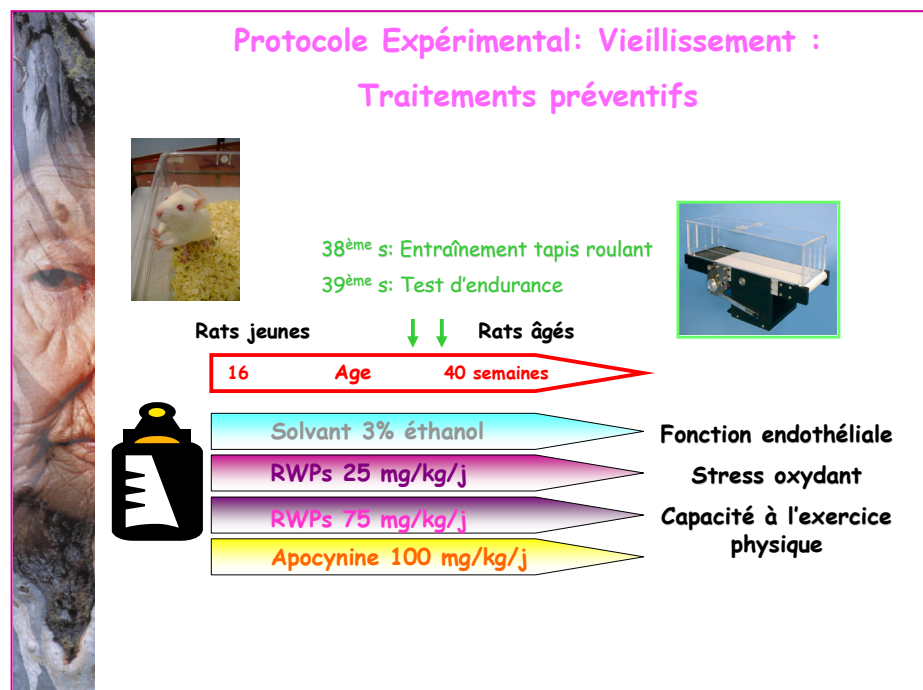 Protocole Expérimental: Vieillissement :
Traitements préventifs
38ème s: Entraînement tapis roulant
39ème s: Test d'endurance
Rats jeunes
Rats âgés
16 Age 40 semaines
Solvant 3% éthanol
RWPs 25 mg/kg/j
RWPs 75 mg/kg/j
Apocynine 100 mg/kg/j
Fonction endothéliale
Stress oxydant
Capacité à l'exercice
physique